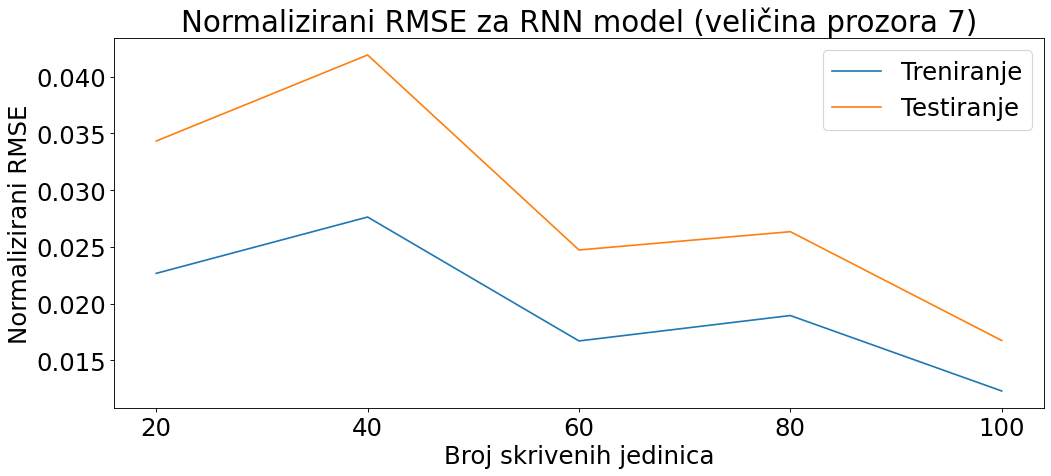 Normalizirani RMSE za RNN model (veličina prozora 7)
Treniranje
Testiranje
Normalizirani RMSE
0.040
0.035
0.030
0.025
0.020
0.015
20 40 60 80 100
Broj skrivenih jedinica